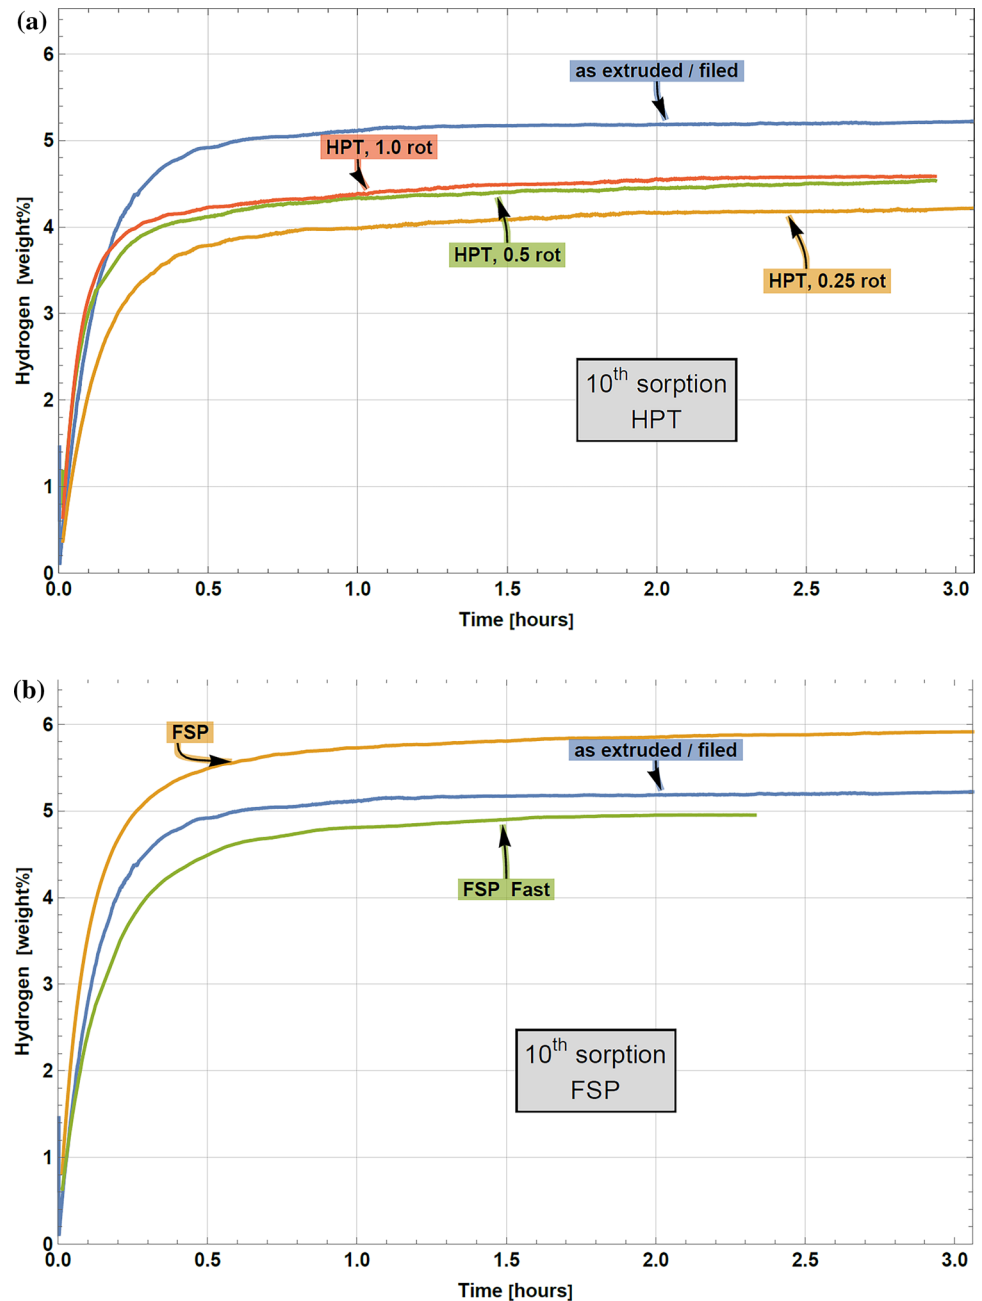 (a)
6
as extruded / filed
5
HPT, 1.0 rot
4
HPT, 0.5 rot
HPT, 0.25 rot
Hydrogen [weight%]
3
10th sorption
HPT
2
1
0
0.0 0.5 1.0 1.5 2.0 2.5 3.0
Time [hours]
(b)
6
FSP
as extruded / filed
5
FSP Fast
4
Hydrogen [weight%]
3
10th sorption
FSP
2
1
0
0.0 0.5 1.0 1.5 2.0 2.5 3.0
Time [hours]